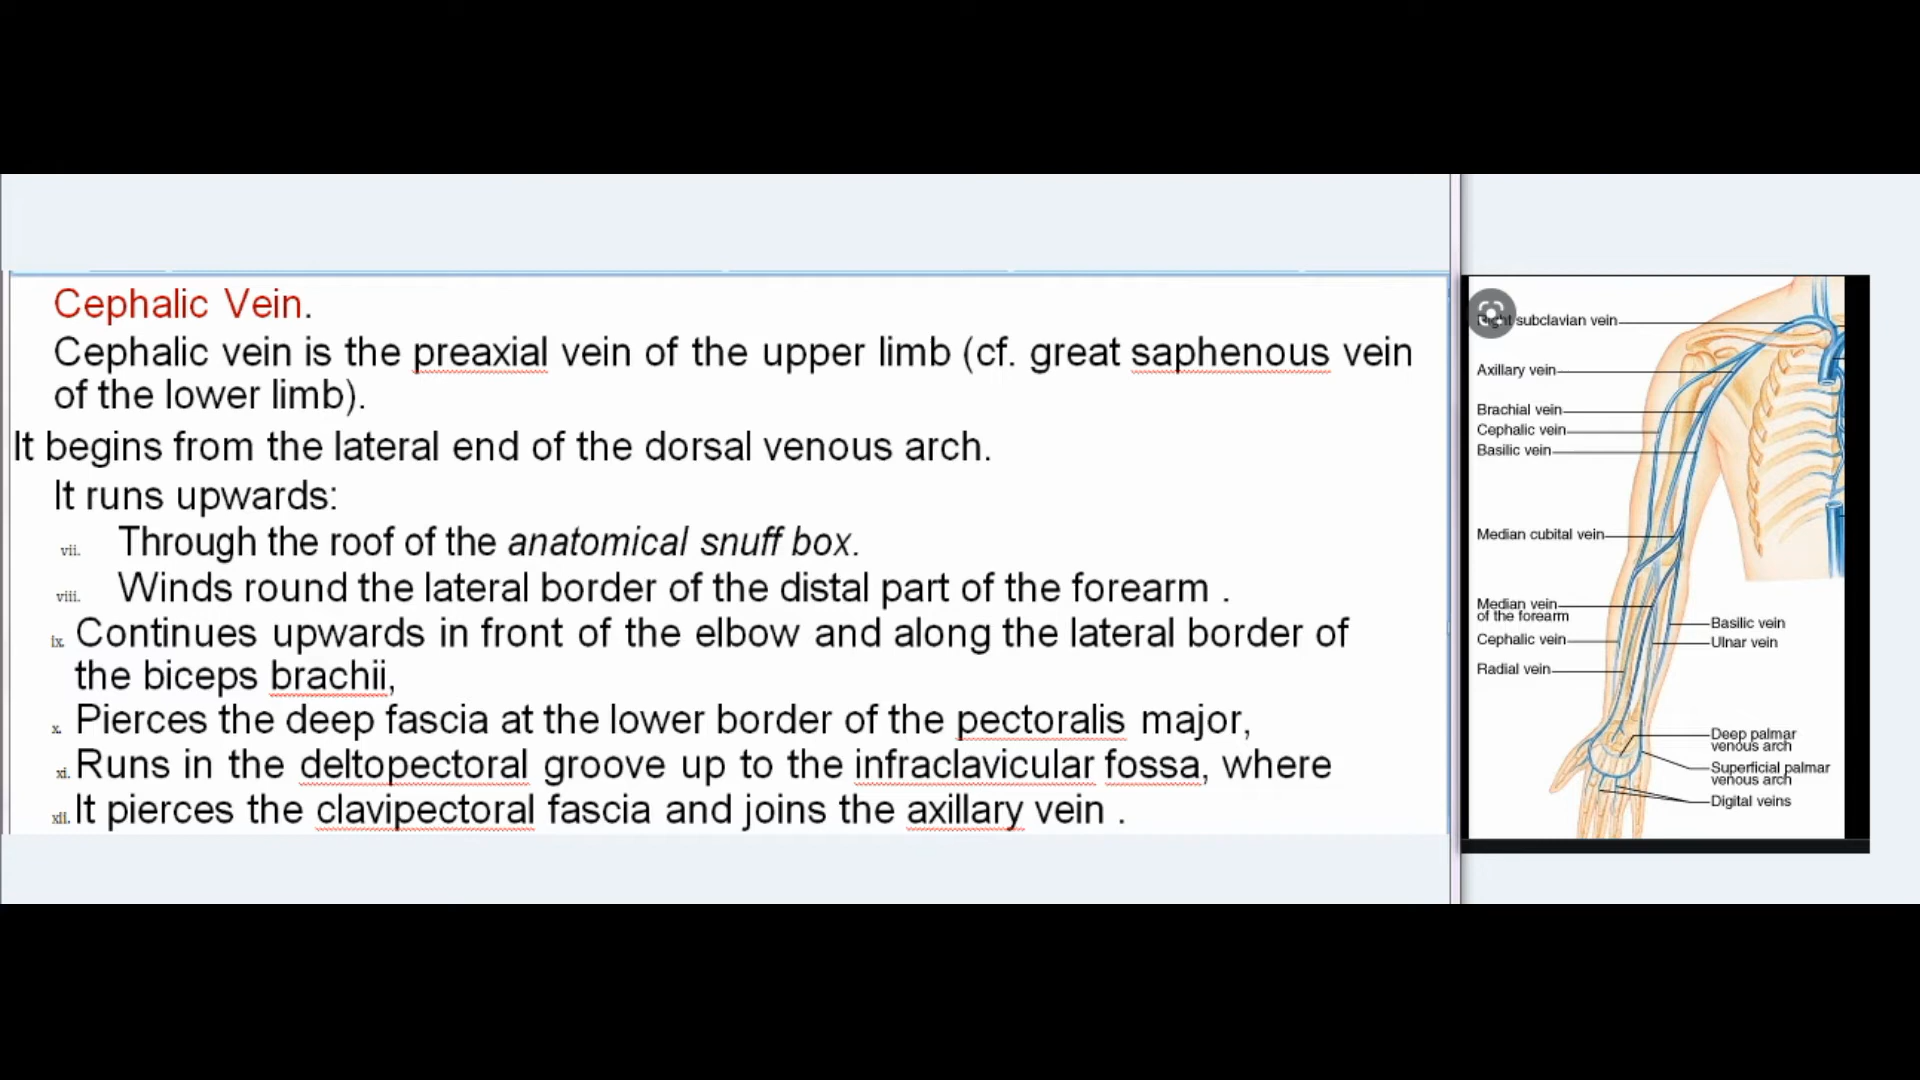 Cephalic Vein.
Cephalic vein is the preaxial vein of the upper limb (cf. great saphenous vein
of the lower limb).
It begins from the lateral end of the dorsal venous arch.
It runs upwards:
vii. Through the roof of the anatomical snuff box.
viii. Winds round the lateral border of the distal part of the forearm .
ix. Continues upwards in front of the elbow and along the lateral border of
the biceps brachii,
x. Pierces the deep fascia at the lower border of the pectoralis major,
xi. Runs in the deltopectoral groove up to the infraclavicular fossa, where
xii. It pierces the clavipectoral fascia and joins the axillary vein .
Right subclavian vein
Axillary vein
Brachial vein
Cephalic vein
Basilic vein
Median cubital vein
Median vein
of the forearm
Cephalic vein
Radial vein
Basilic vein
Ulnar vein
Deep palmar
venous arch
Superficial palmar
venous arch
Digital veins